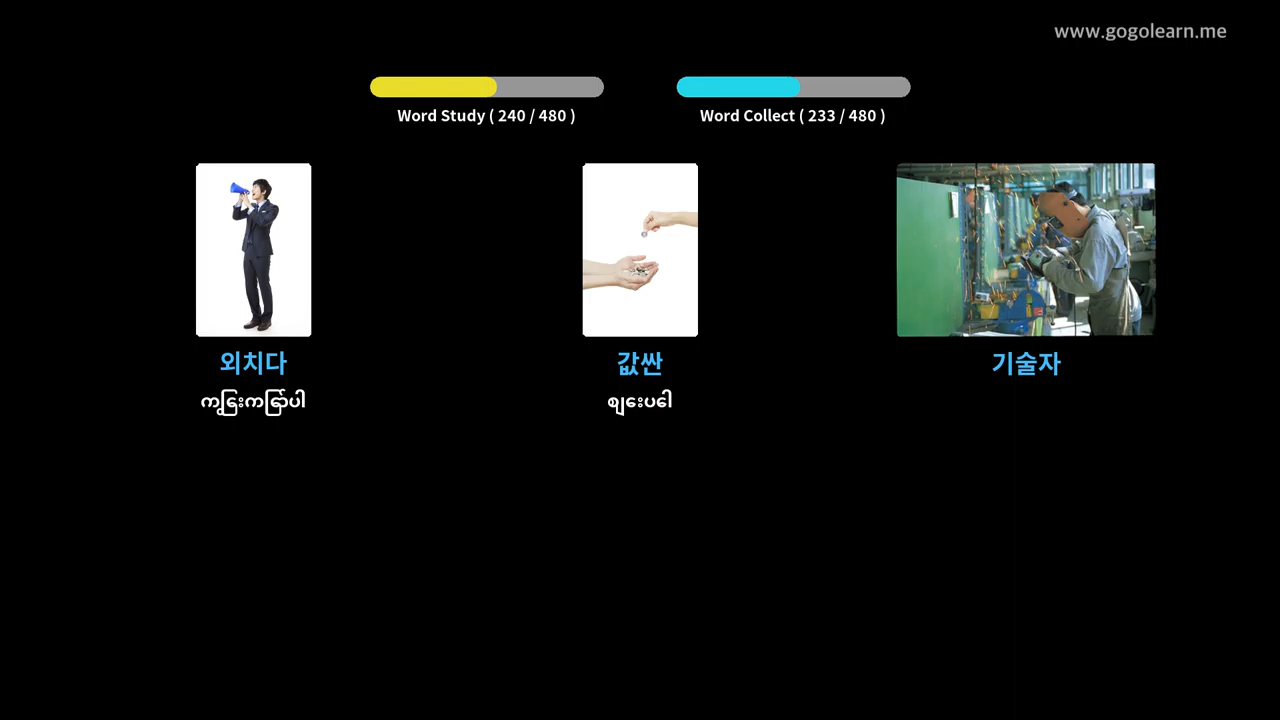 www.gogolearn.me
Word Study ( 240 / 480 )
Word Collect ( 233 / 480 )
외치다
값싼
기술자
ကြွေးကြော်ပါ
ဈေးပေါ